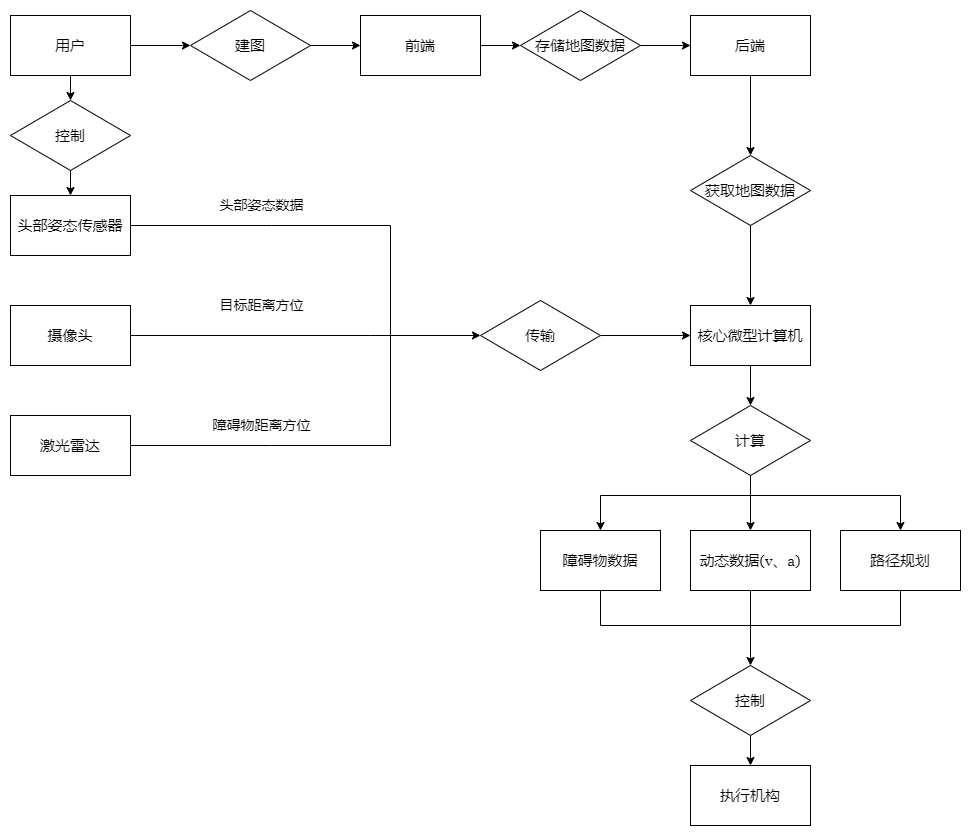 用户
建图
前端
存储地图数据
后端
控制
获取地图数据
头部姿态传感器
头部姿态数据
目标距离方位
摄像头
传输
核心微型计算机
障碍物距离方位
激光雷达
计算
障碍物数据
动态数据(v、a)
路径规划
控制
执行机构